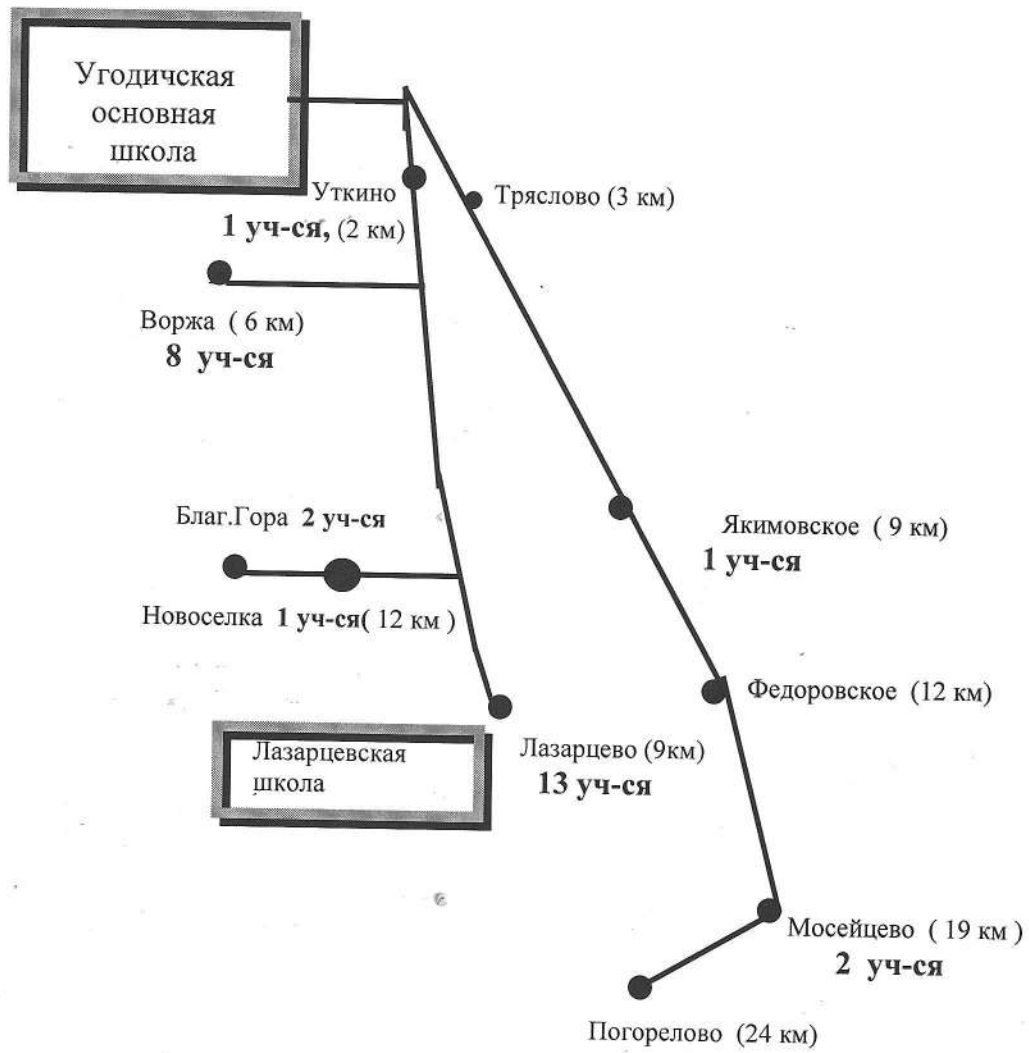 Угодичская
основная
школа
Уткино
1 уч-ся, (2 км)
Тряслово (3 км)
Воржа ( 6 км)
8 уч-ся
Благ.Гора 2 уч-ся
Новоселка 1 уч-ся( 12 км )
Якимовское ( 9 км)
1 уч-ся
Федоровское (12 км)
Лазарцевская
школа
Лазарцево (9км)
13 уч-ся
Мосейцево ( 19 км )
2 уч-ся
Погорелово (24 км)